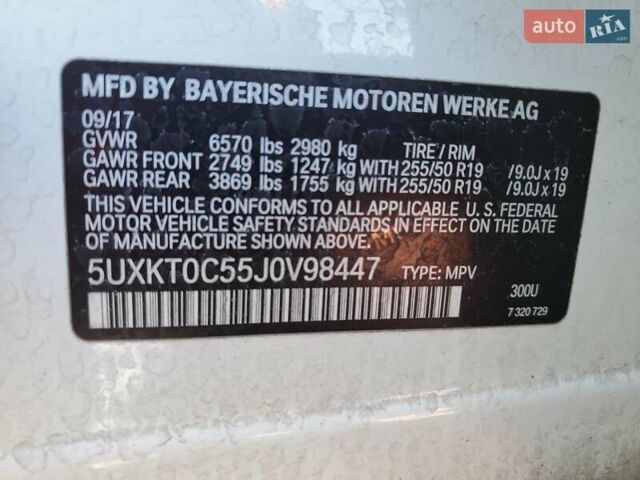 auto RIA .com
MFD BY BAYERISCHE MOTOREN WERKE AG
09/17
GVWR 6570 lbs 2980 kg TIRE / RIM
GAWR FRONT 2749 lbs 1247 kg WITH 255/50 R19 /9.0J x 19
GAWR REAR 3869 lbs 1755 kg WITH 255/50 R19 /9.0J x 19
THIS VEHICLE CONFORMS TO ALL APPLICABLE U. S. FEDERAL
MOTOR VEHICLE SAFETY STANDARDS IN EFFECT ON THE DATE
OF MANUFACTURE SHOWN ABOVE.
5UXKT0C55J0V98447 TYPE: MPV
300U
7 320 729